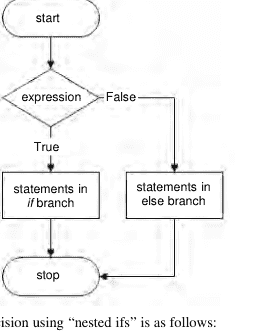 start
expression
False
True
statements in
if branch
statements in
else branch
stop
cision using “nested ifs” is as follows: